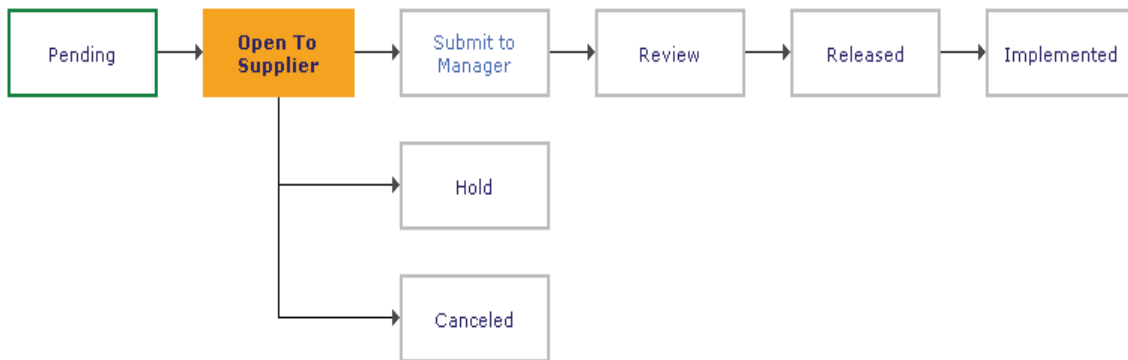 Pending
Open To
Supplier
Submit to
Manager
Review
Released
Implemented
Hold
Canceled